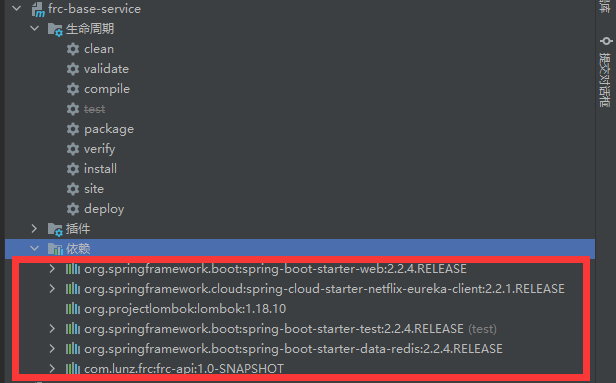 frc-base-service
生命周期
clean
validate
compile
test
package
verify
install
site
deploy
插件
依赖
org.springframework.boot:spring-boot-starter-web:2.2.4.RELEASE
org.springframework.cloud:spring-cloud-starter-netflix-eureka-client:2.2.1.RELEASE
org.projectlombok:lombok:1.18.10
org.springframework.boot:spring-boot-starter-test:2.2.4.RELEASE (test)
org.springframework.boot:spring-boot-starter-data-redis:2.2.4.RELEASE
com.lunz.frc:frc-api:1.0-SNAPSHOT
提交对话框